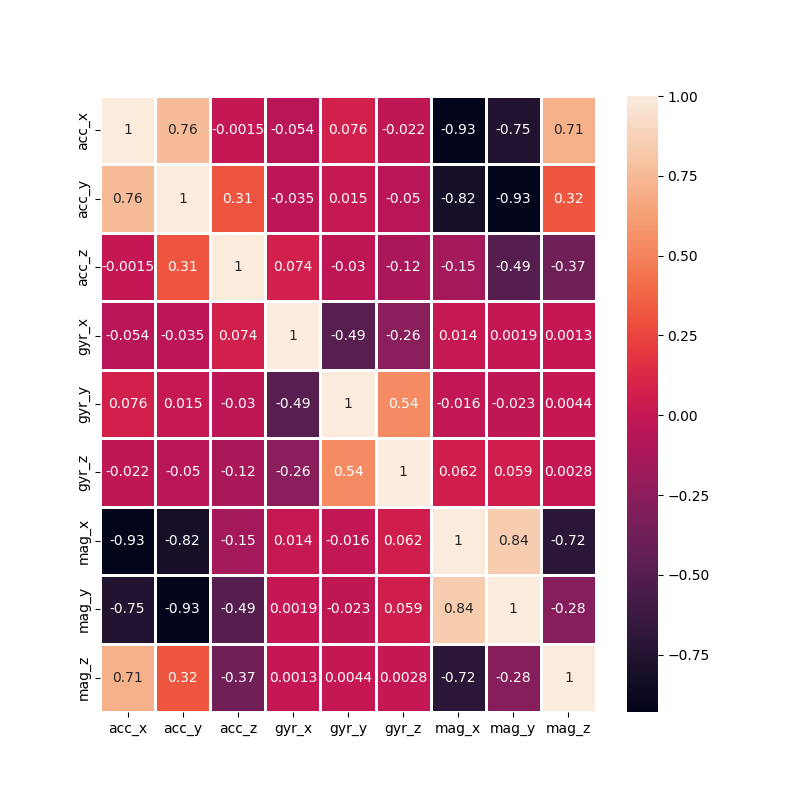 1.00
acc_x 1 0.76 -0.0015 -0.054 0.076 -0.022 -0.93 -0.75 0.71
0.75
acc_y 0.76 1 0.31 -0.035 0.015 -0.05 -0.82 -0.93 0.32
0.50
acc_z -0.0015 0.31 1 0.074 -0.03 -0.12 -0.15 -0.49 -0.37
0.25
gyr_x -0.054 -0.035 0.074 1 -0.49 -0.26 0.014 0.0019 0.0013
gyr_y 0.076 0.015 -0.03 -0.49 1 0.54 -0.016 -0.023 0.0044
0.00
gyr_z -0.022 -0.05 -0.12 -0.26 0.54 1 0.062 0.059 0.0028
−0.25
mag_x -0.93 -0.82 -0.15 0.014 -0.016 0.062 1 0.84 -0.72
−0.50
mag_y -0.75 -0.93 -0.49 0.0019 -0.023 0.059 0.84 1 -0.28
−0.75
mag_z 0.71 0.32 -0.37 0.0013 0.0044 0.0028 -0.72 -0.28 1
acc_x acc_y acc_z gyr_x gyr_y gyr_z mag_x mag_y mag_z